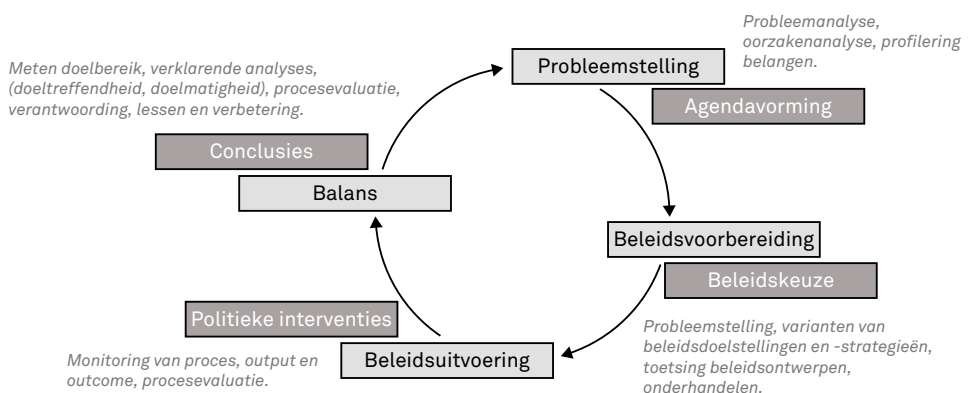 Probleemanalyse,
oorzakenanalyse, profilering
belangen.
Probleemstelling
Agendavorming
Meten doelbereik, verklarende analyses,
(doeltreffendheid, doelmatigheid), procesevaluatie,
verantwoording, lessen en verbetering.
Conclusies
Balans
Beleidsvoorbereiding
Beleidskeuze
Politieke interventies
Beleidsuitvoering
Monitoring van proces, output en
outcome, procesevaluatie.
Probleemstelling, varianten van
beleidsdoelstellingen en -strategieën,
toetsing beleidsontwerpen,
onderhandelen.